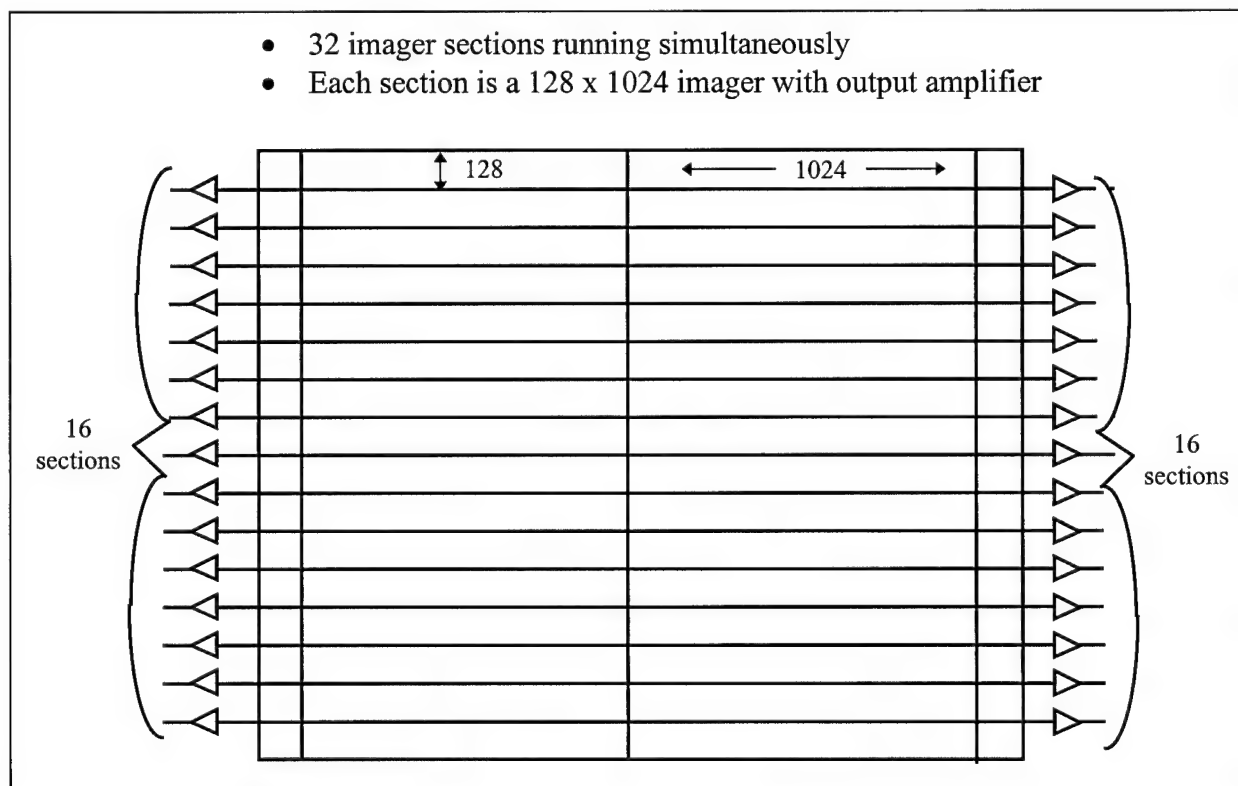 • 32 imager sections running simultaneously
• Each section is a 128 x 1024 imager with output amplifier
128
1024
16
sections
16
sections